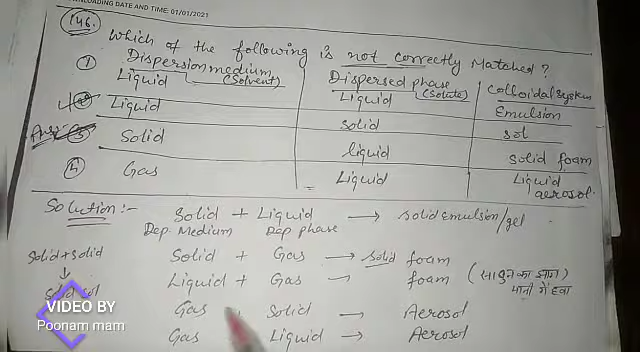 DOWNLOADING DATE AND TIME: 01/01/2021
146.
Which of the following is not correctly Matched?
Dispersion medium (Solvent) Dispersed phase (Solute) Colloidal system
① Liquid Liquid Emulsion
② Liquid Solid sol
Ans: ③ Solid liquid solid foam
④ Gas Liquid Liquid aerosol.
Solution:-
Solid + Liquid → solid emulsion/gel
Dep. Medium Dep phase
Solid + Solid
↓
Solid sol
Solid + Gas → Solid foam
Liquid + Gas foam (साबुन का झाग)
पानी में हवा
Gas Solid → Aerosol
Gas Liquid → Aerosol
VIDEO BY
Poonam mam